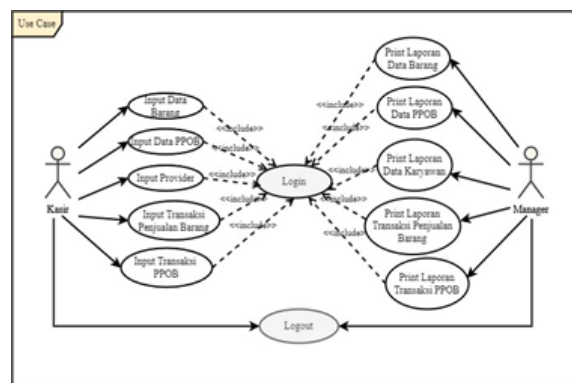 Use Case
Input Data
Barang
<<include>>
Input Data PPOB
<<include>>
Input Provider
<<include>>
Input Transaksi
Penjualan Barang
<<include>>
Input Transaksi
PPOB
<<include>>
Kasir
Login
Logout
Print Laporan
Data Barang
<<include>>
Print Laporan
Data PPOB
<<include>>
Print Laporan
Data Karyawan
<<include>>
Print Laporan
Transaksi Penjualan
Barang
<<include>>
Print Laporan
Transaksi PPOB
<<include>>
Manager